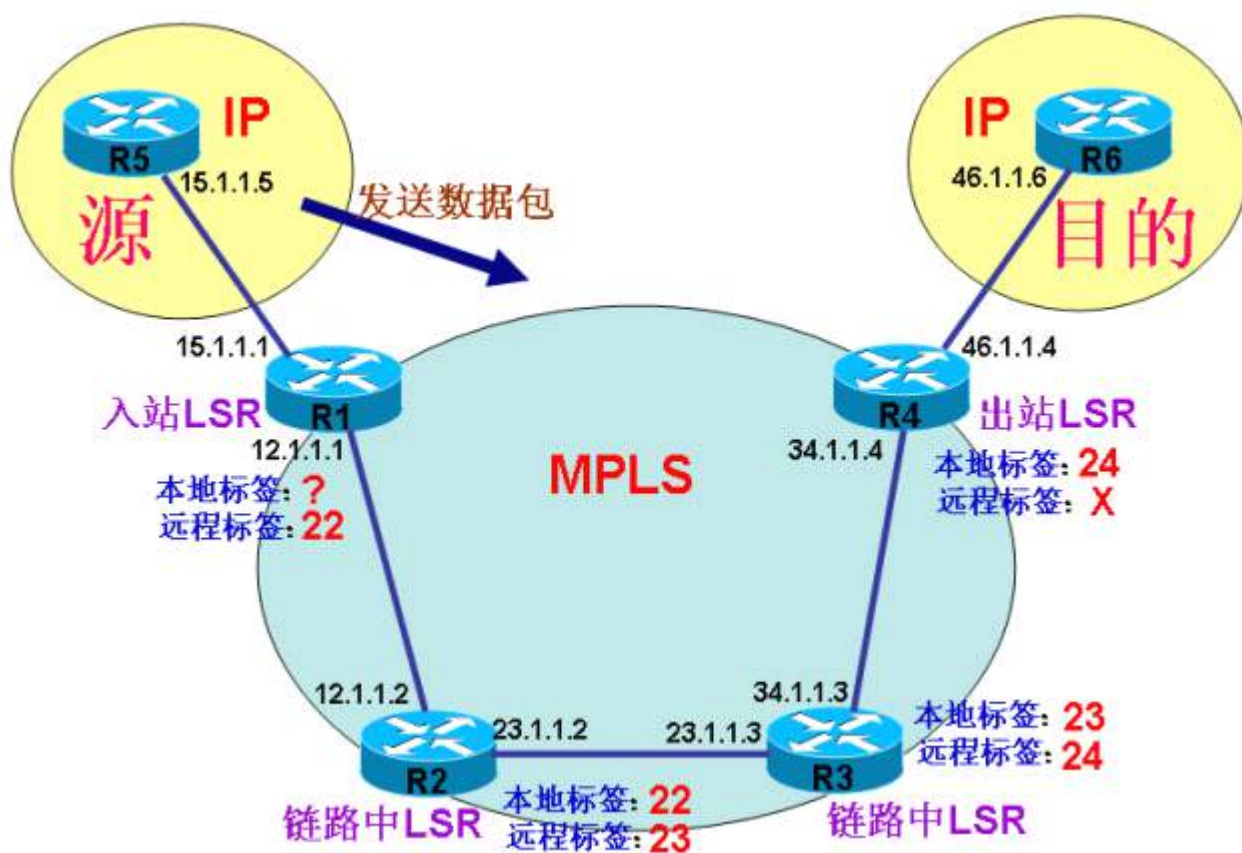 IP
R5
15.1.1.5
源
发送数据包
IP
R6
46.1.1.6
目的
15.1.1.1
R1
入站LSR
12.1.1.1
本地标签：?
远程标签：22
MPLS
46.1.1.4
R4
出站LSR
34.1.1.4
本地标签：24
远程标签：X
12.1.1.2
R2
23.1.1.2
链路中LSR
本地标签：22
远程标签：23
34.1.1.3
23.1.1.3
R3
链路中LSR
本地标签：23
远程标签：24